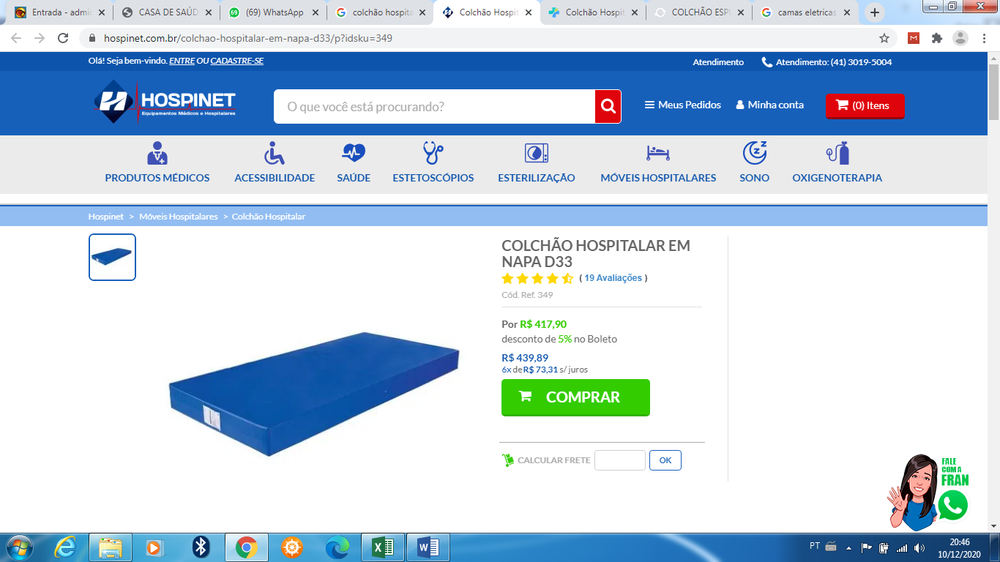 Entrada - admin
CASA DE SAÚD
(69) WhatsApp
colchão hospita
Colchão Hospit
Colchão Hospit
COLCHÃO ESPU
camas eletricas
hospinet.com.br/colchao-hospitalar-em-napa-d33/p?idsku=349
Olá! Seja bem-vindo. ENTRE OU CADASTRE-SE
Atendimento
Atendimento: (41) 3019-5004
HOSPINET
Equipamentos Médicos e Hospitalares
O que você está procurando?
Meus Pedidos
Minha conta
(0) Itens
PRODUTOS MÉDICOS
ACESSIBILIDADE
SAÚDE
ESTETOSCÓPIOS
ESTERILIZAÇÃO
MÓVEIS HOSPITALARES
SONO
OXIGENOTERAPIA
Hospinet > Móveis Hospitalares > Colchão Hospitalar
COLCHÃO HOSPITALAR EM
NAPA D33
( 19 Avaliações )
Cód. Ref. 349
Por R$ 417,90
desconto de 5% no Boleto
R$ 439,89
6x de R$ 73,31 s/ juros
COMPRAR
CALCULAR FRETE
OK
FALE
COM A
FRAN
PT
20:46
10/12/2020